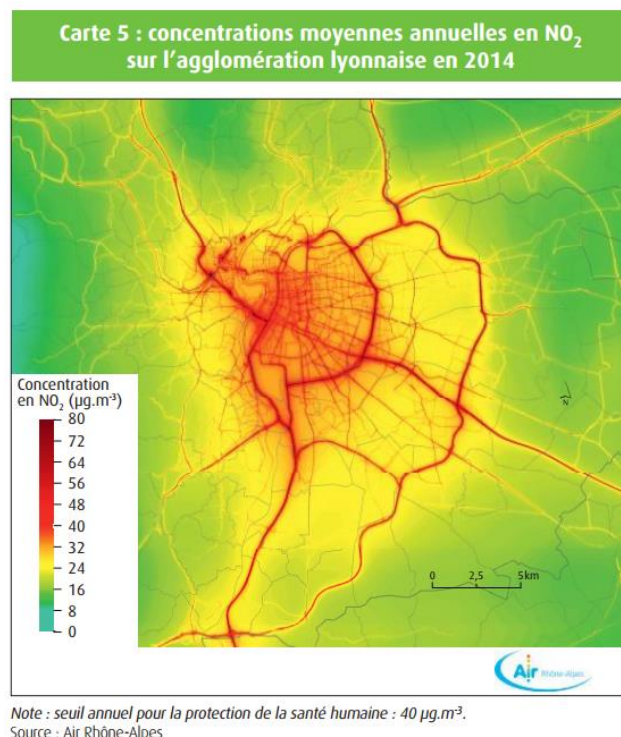 Carte 5 : concentrations moyennes annuelles en NO₂
sur l'agglomération lyonnaise en 2014
Concentration
en NO₂ (µg.m⁻³)
80
72
64
56
48
40
32
24
16
8
0
N
0 2,5 5km
Air Rhône-Alpes
Note : seuil annuel pour la protection de la santé humaine : 40 µg.m⁻³.
Source : Air Rhône-Alpes